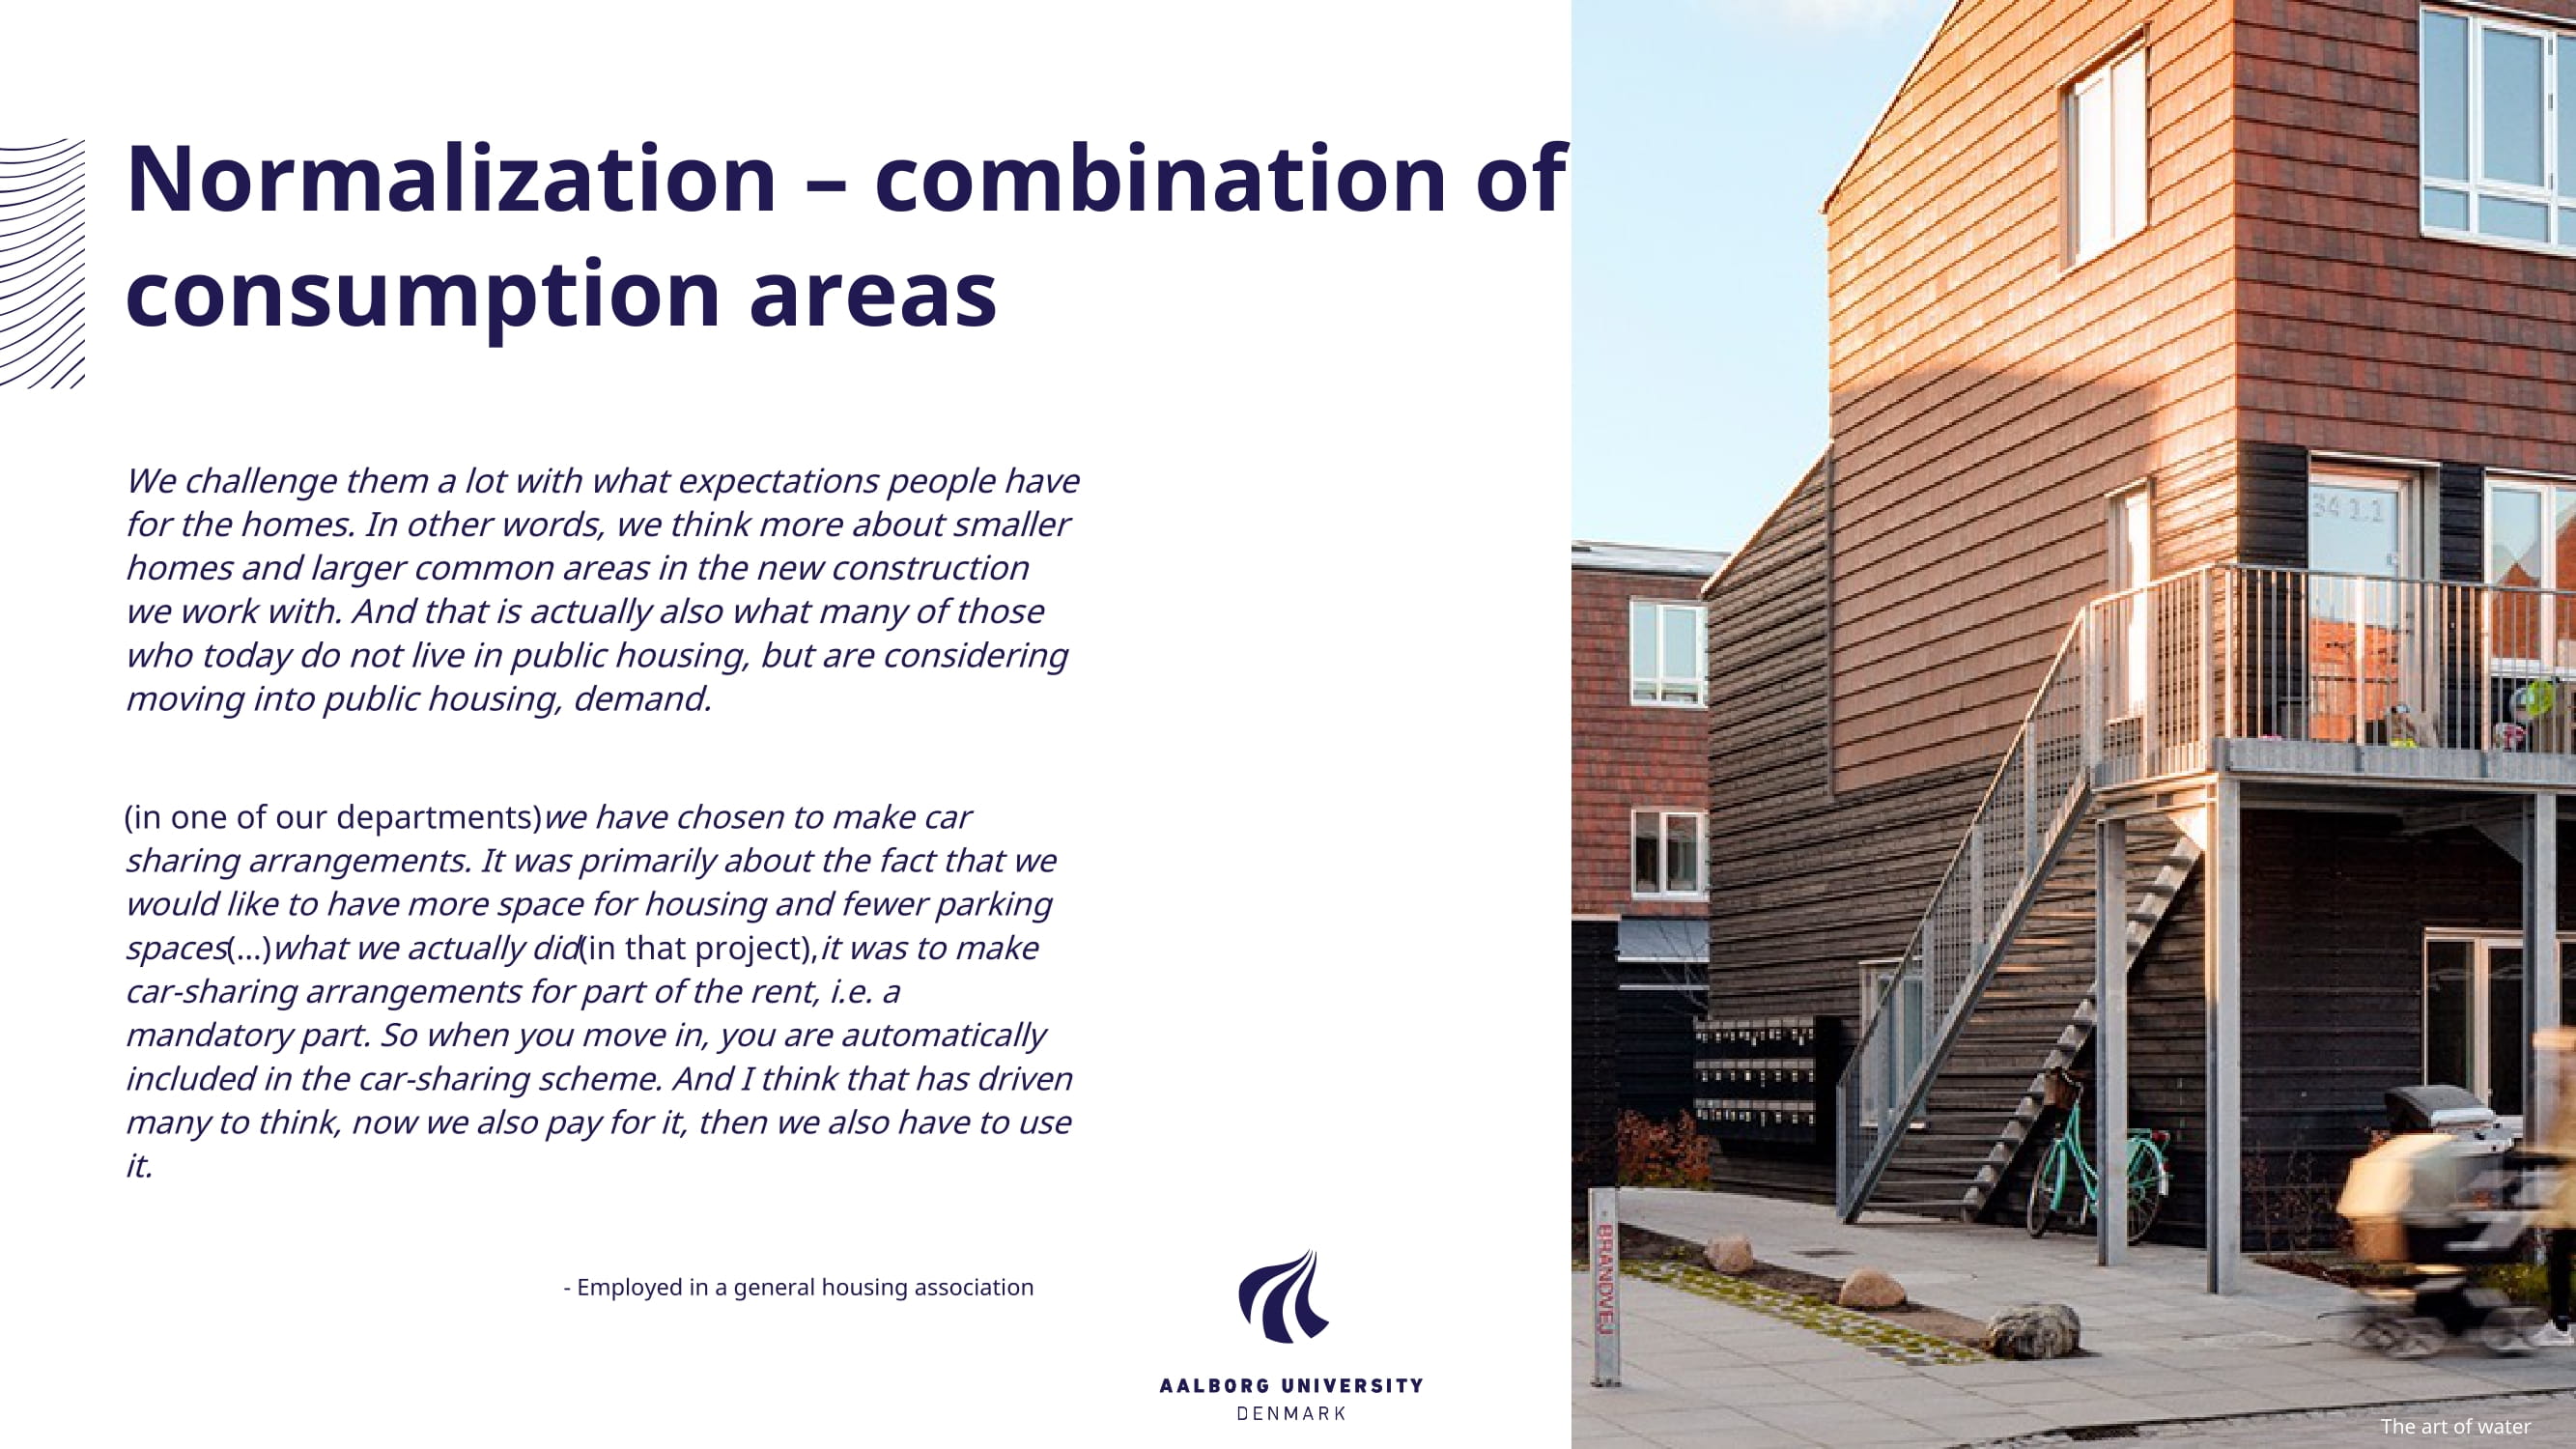 Normalization – combination of
consumption areas
We challenge them a lot with what expectations people have
for the homes. In other words, we think more about smaller
homes and larger common areas in the new construction
we work with. And that is actually also what many of those
who today do not live in public housing, but are considering
moving into public housing, demand.
(in one of our departments)we have chosen to make car
sharing arrangements. It was primarily about the fact that we
would like to have more space for housing and fewer parking
spaces(...)what we actually did(in that project),it was to make
car-sharing arrangements for part of the rent, i.e. a
mandatory part. So when you move in, you are automatically
included in the car-sharing scheme. And I think that has driven
many to think, now we also pay for it, then we also have to use
it.
- Employed in a general housing association
AALBORG UNIVERSITY
DENMARK
34 1.1
BRANDVEJ
The art of water